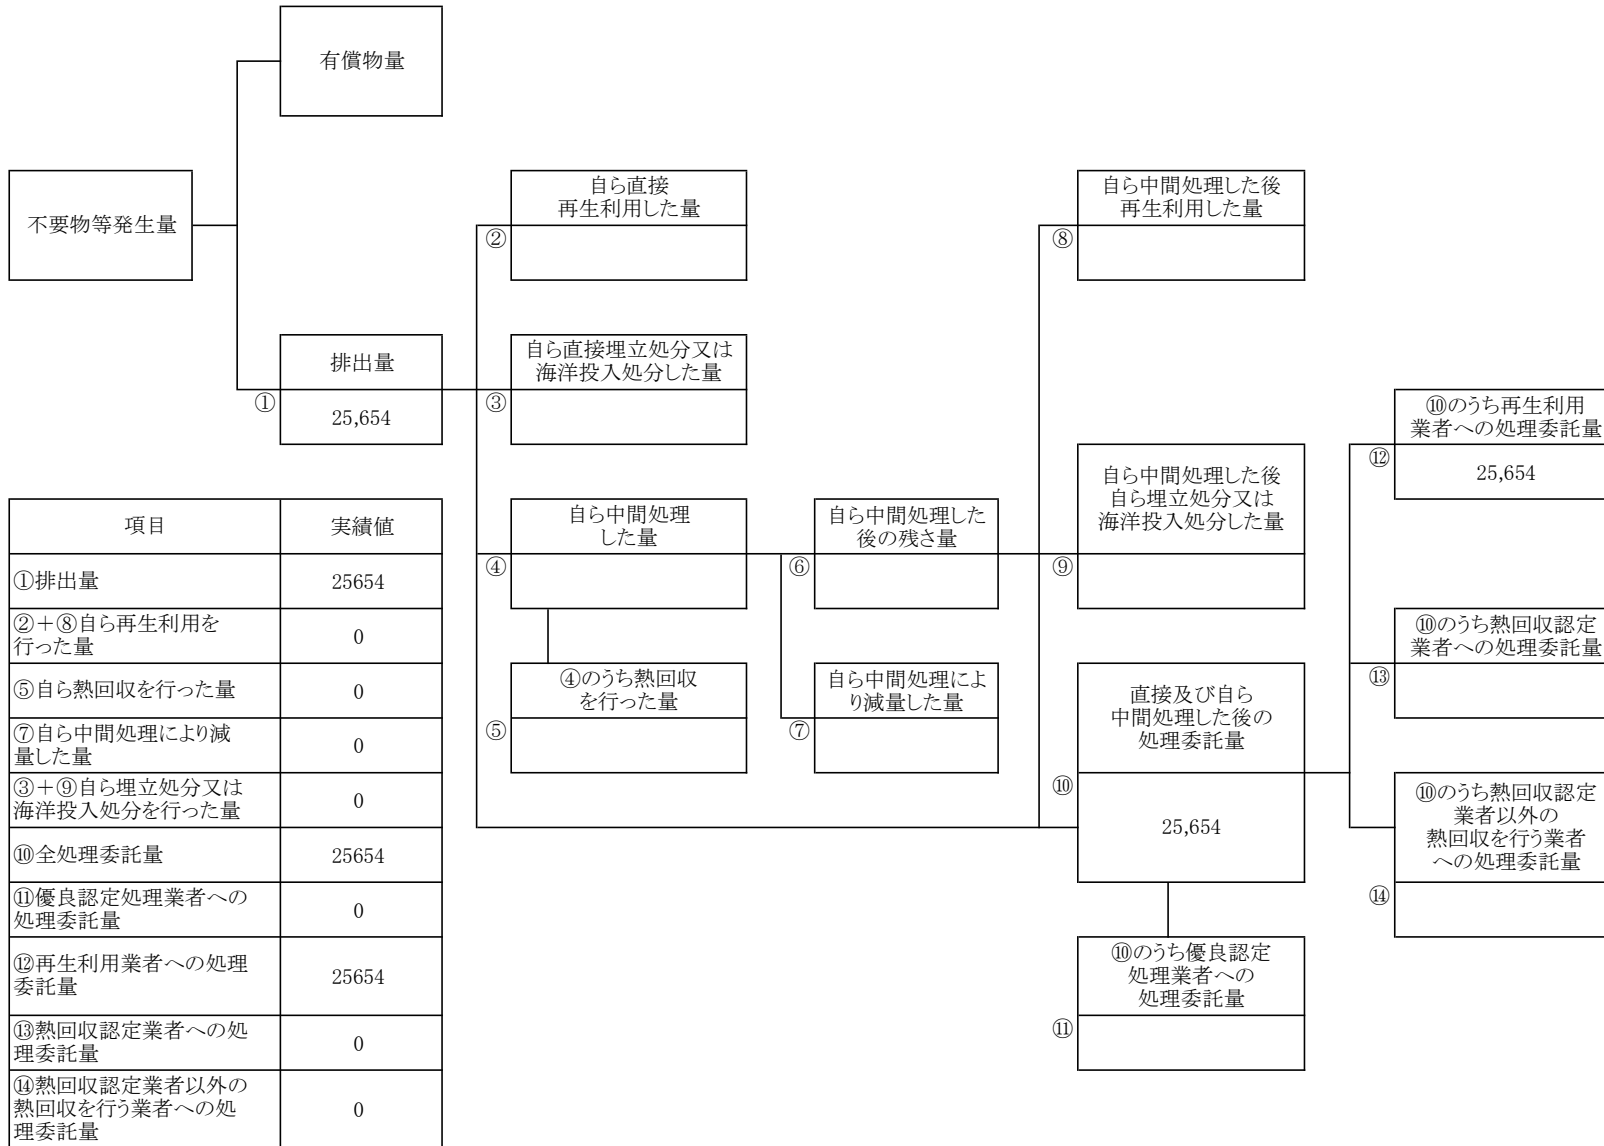 有償物量
不要物等発生量
自ら直接
再生利用した量
②
自ら中間処理した後
再生利用した量
⑧
排出量
①
25,654
自ら直接埋立処分又は
海洋投入処分した量
③
⑩のうち再生利用
業者への処理委託量
⑫
25,654
自ら中間処理
した量
④
自ら中間処理した
後の残さ量
⑥
自ら中間処理した後
自ら埋立処分又は
海洋投入処分した量
⑨
⑩のうち熱回収認定
業者への処理委託量
⑬
④のうち熱回収
を行った量
⑤
自ら中間処理によ
り減量した量
⑦
直接及び自ら
中間処理した後の
処理委託量
⑩
25,654
⑩のうち熱回収認定
業者以外の
熱回収を行う業者
への処理委託量
⑭
⑩のうち優良認定
処理業者への
処理委託量
⑪
項目
実績値
①排出量
25654
②+⑧自ら再生利用を
行った量
0
⑤自ら熱回収を行った量
0
⑦自ら中間処理により減
量した量
0
③+⑨自ら埋立処分又は
海洋投入処分を行った量
0
⑩全処理委託量
25654
⑪優良認定処理業者への
処理委託量
0
⑫再生利用業者への処理
委託量
25654
⑬熱回収認定業者への処
理委託量
0
⑭熱回収認定業者以外の
熱回収を行う業者への処
理委託量
0